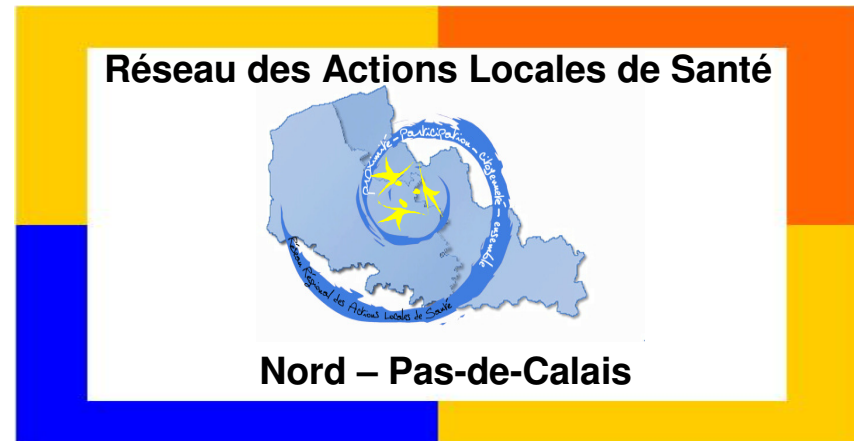 Réseau des Actions Locales de Santé
proximité - participation - citoyenneté - ensemble
Réseau Régional des Actions Locales de Santé
Nord – Pas-de-Calais